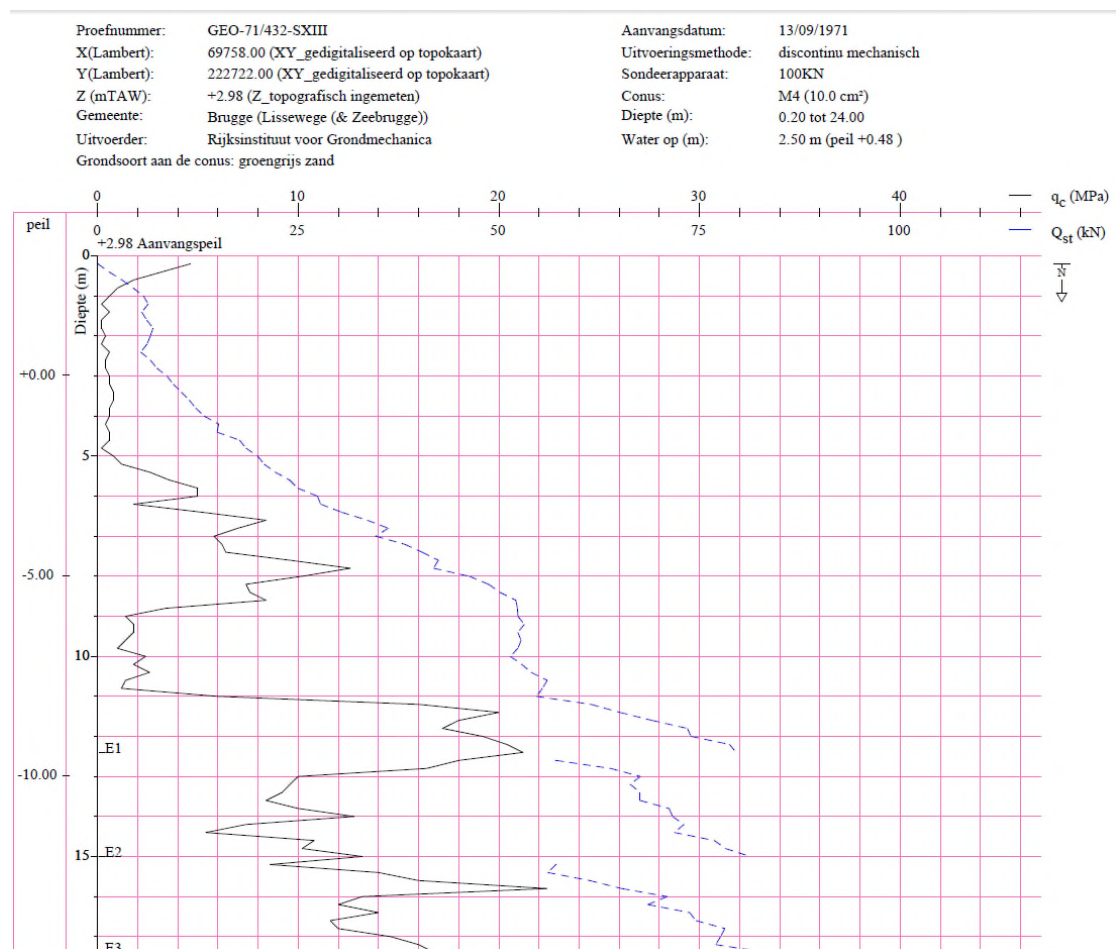 Proefnummer: GEO-71/432-SXIII Aanvangsdatum: 13/09/1971
X(Lambert): 69758.00 (XY_gedigitaliseerd op topokaart) Uitvoeringsmethode: discontinu mechanisch
Y(Lambert): 222722.00 (XY_gedigitaliseerd op topokaart) Sondeerapparaat: 100KN
Z (mTAW): +2.98 (Z_topografisch ingemeten) Conus: M4 (10.0 cm²)
Gemeente: Brugge (Lissewege (& Zeebrugge)) Diepte (m): 0.20 tot 24.00
Uitvoerder: Rijksinstituut voor Grondmechanica Water op (m): 2.50 m (peil +0.48 )
Grondsoort aan de conus: groengrijs zand
0 10 20 30 40 qc (MPa)
peil 0 25 50 75 100 Qst (kN)
+2.98 Aanvangspeil
0
N
Diepte (m)
+0.00
5
-5.00
10
E1
-10.00
15 E2
E3